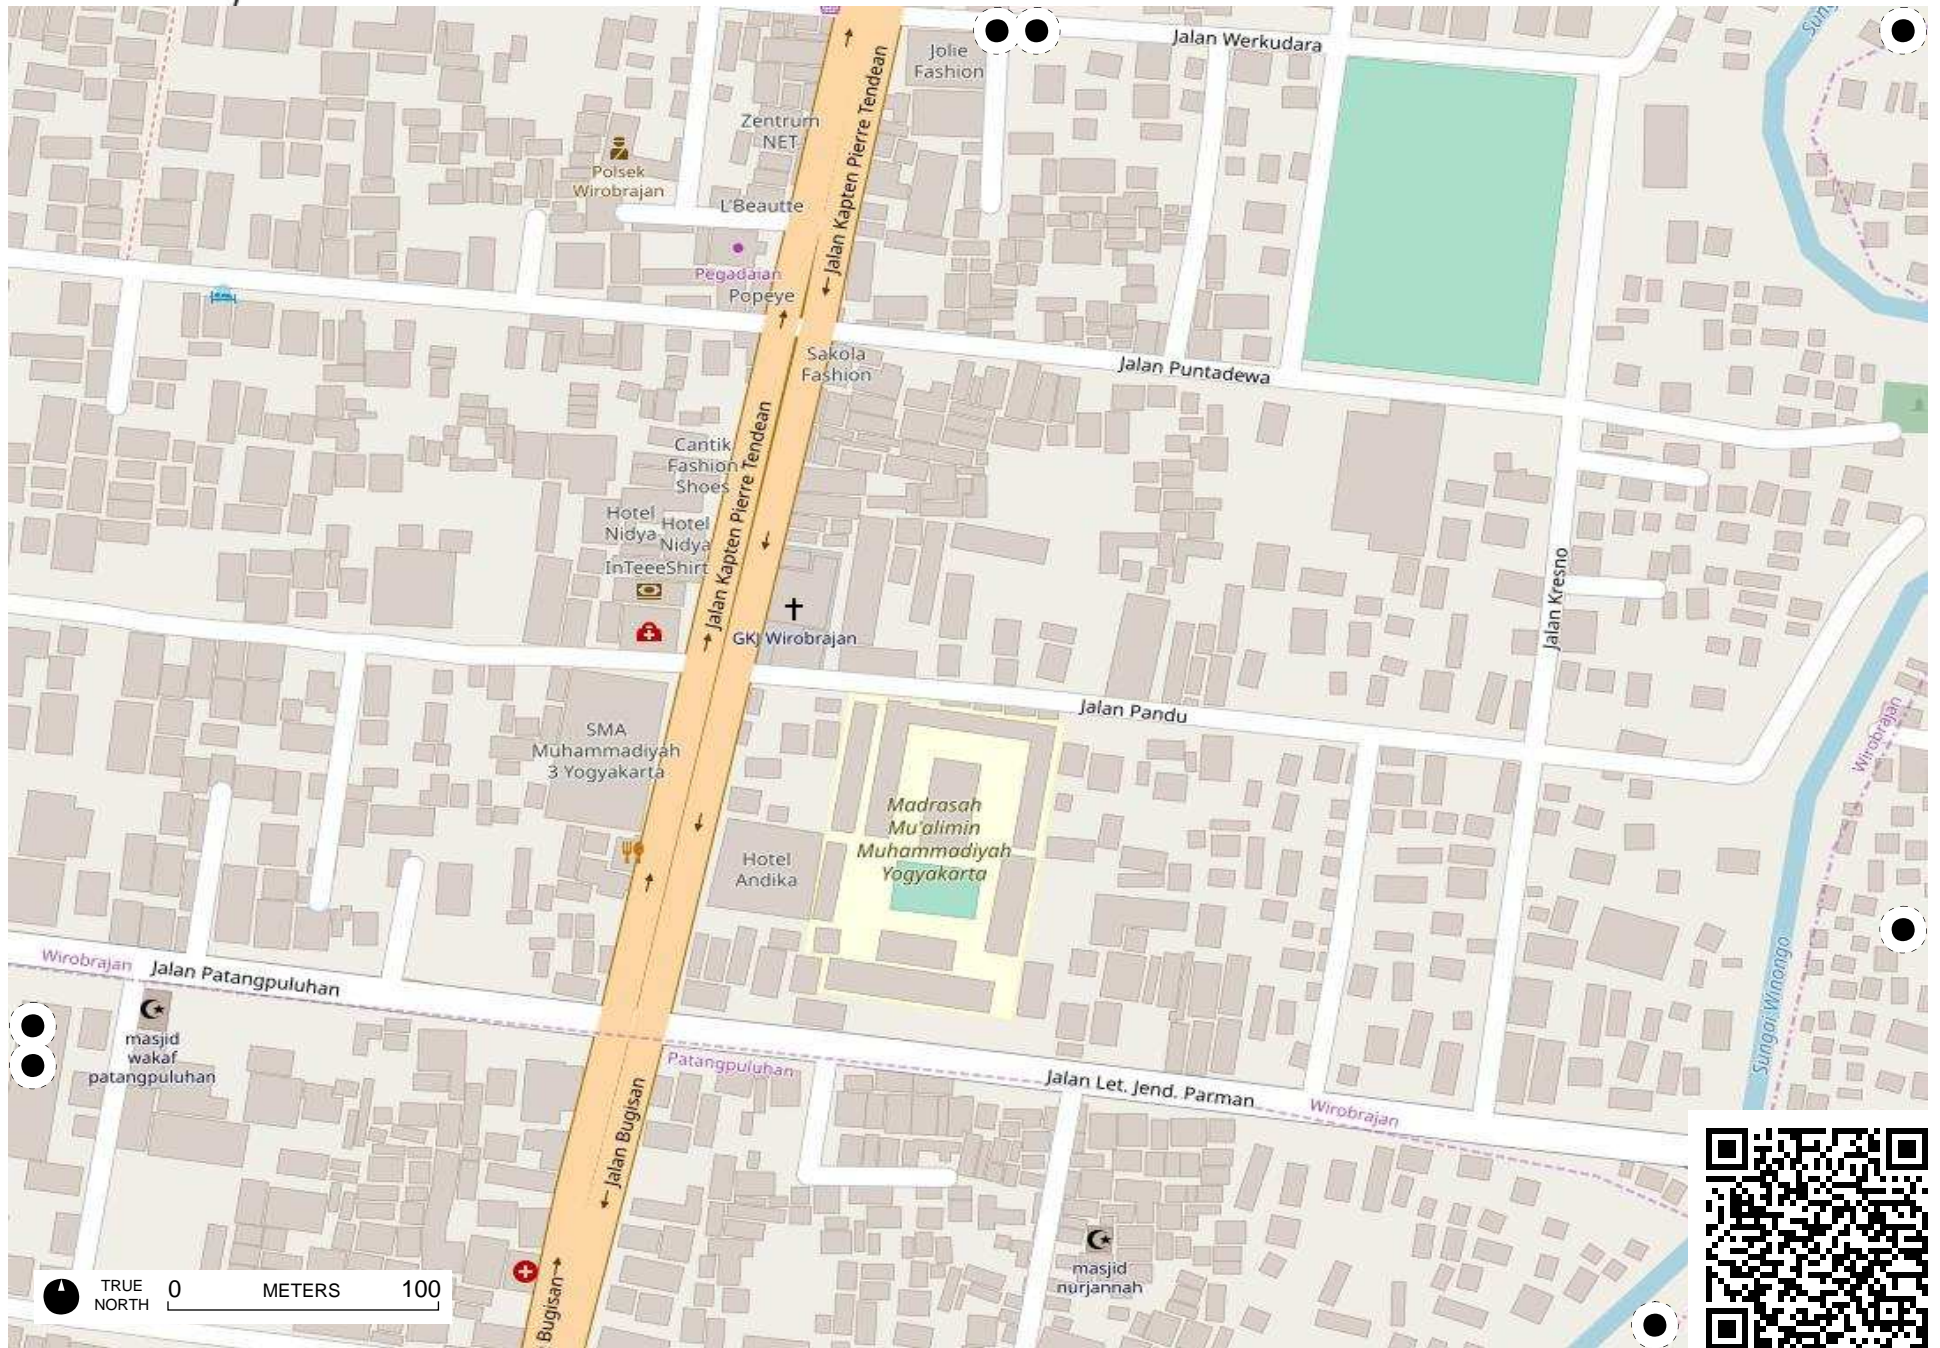 Jalan Werkudara
Sung
Jolie
Fashion
Jalan Kapten Pierre Tendean
Zentrum
NET
Polsek
Wirobrajan
L'Beautte
Pegadaian
Popeye
Sakola
Fashion
Jalan Puntadewa
Jalan Kapten Pierre Tendean
Cantik
Fashion
Shoes
Hotel
Nidya
Hotel
Nidya
InTeeeShirt
Jalan Kresno
GKJ Wirobrajan
Jalan Pandu
Wirobrajan
SMA
Muhammadiyah
3 Yogyakarta
Madrasah
Mu'alimin
Muhammadiyah
Yogyakarta
Hotel
Andika
Wirobrajan
Jalan Patangpuluhan
Sungai Winongo
masjid
wakaf
patangpuluhan
Patangpuluhan
Jalan Let. Jend. Parman
Wirobrajan
Jalan Bugisan
masjid
nurjannah
Bugisan
TRUE
NORTH
0 METERS 100